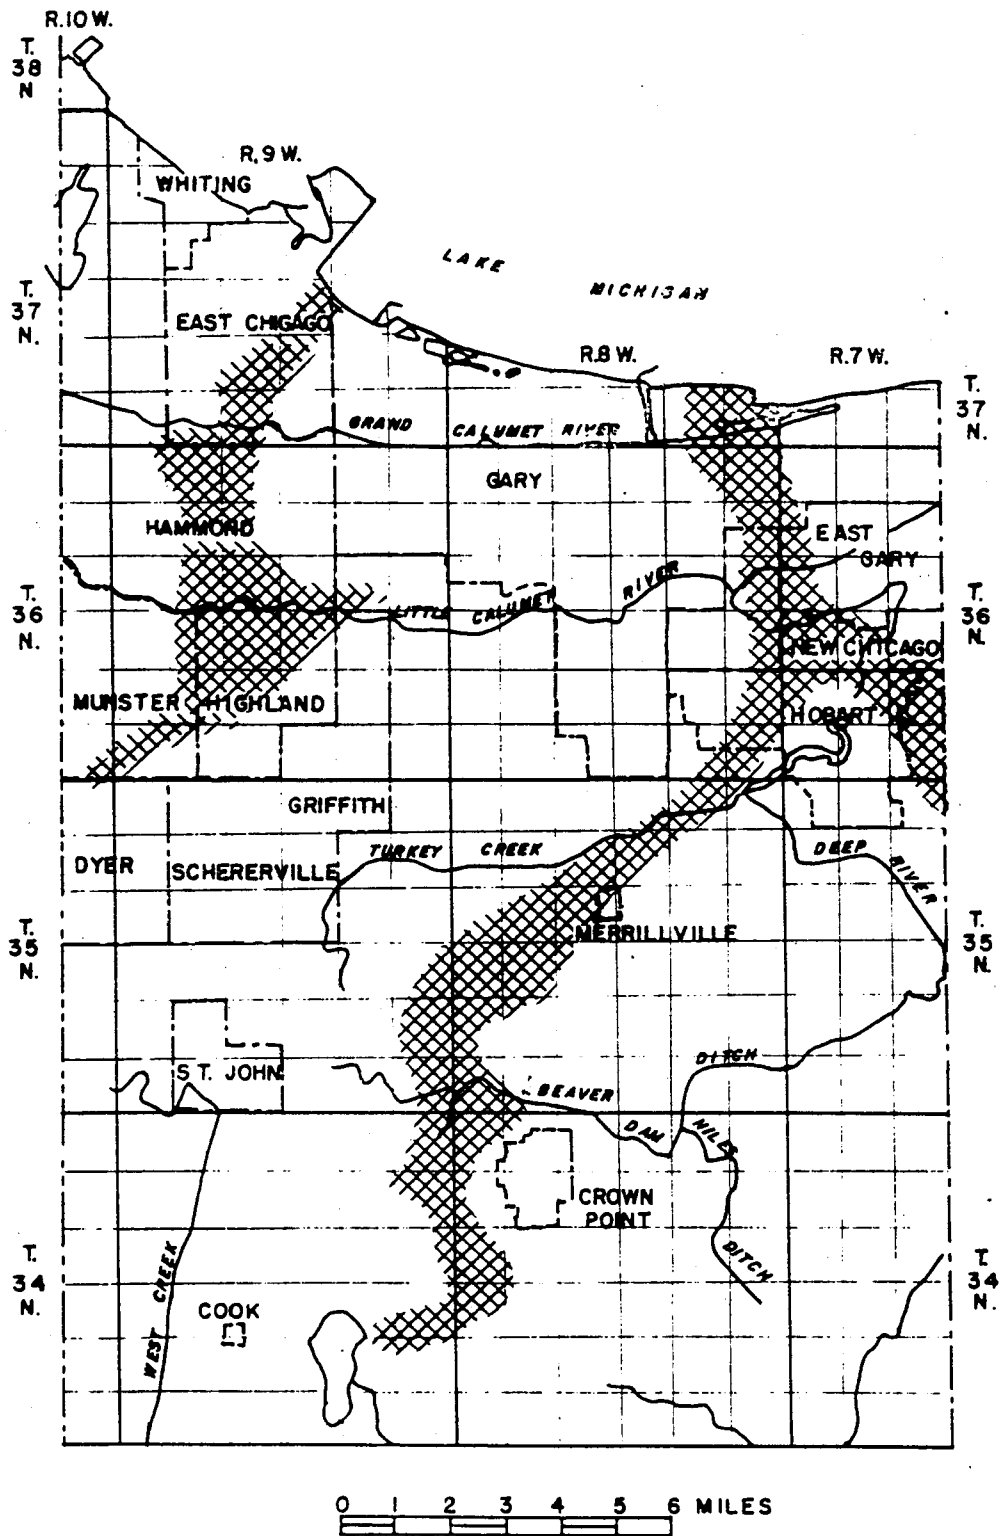 R.10 W.
T.
38
N
R.9 W.
WHITING
LAKE
MICHIGAN
T.
37
N.
EAST CHIGAGO
R.8 W.
R.7 W.
T.
37
N.
GRAND
CALUMET RIVER
GARY
HAMMOND
EAST
GARY
T.
36
N.
LITTLE
CALUMET
RIVER
T.
36
N.
NEW CHICAGO
MUNSTER
HIGHLAND
HOBART
GRIFFITH
DYER
SCHERERVILLE
TURKEY
CREEK
DEEP
RIVER
T.
35
N.
MERRILLVILLE
T.
35
N.
ST. JOHN
DITCH
BEAVER
DAM
NILES
CROWN
POINT
DITCH
T.
34
N.
WEST CREEK
COOK
T.
34
N.
0 1 2 3 4 5 6 MILES